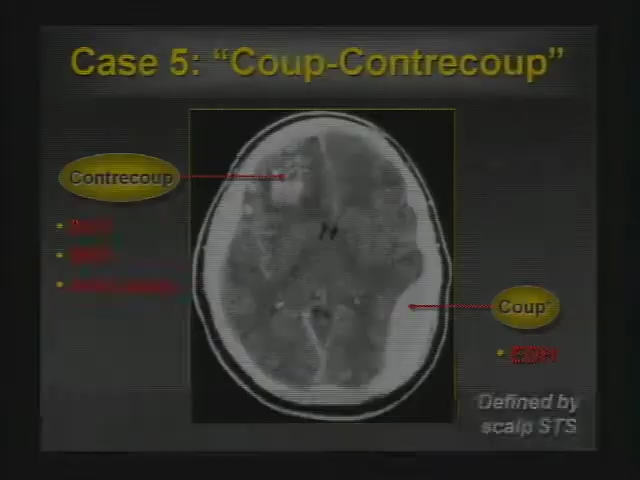 Case 5: “Coup-Contrecoup”
Contrecoup
Coup*
• EDH
Defined by
scalp STS